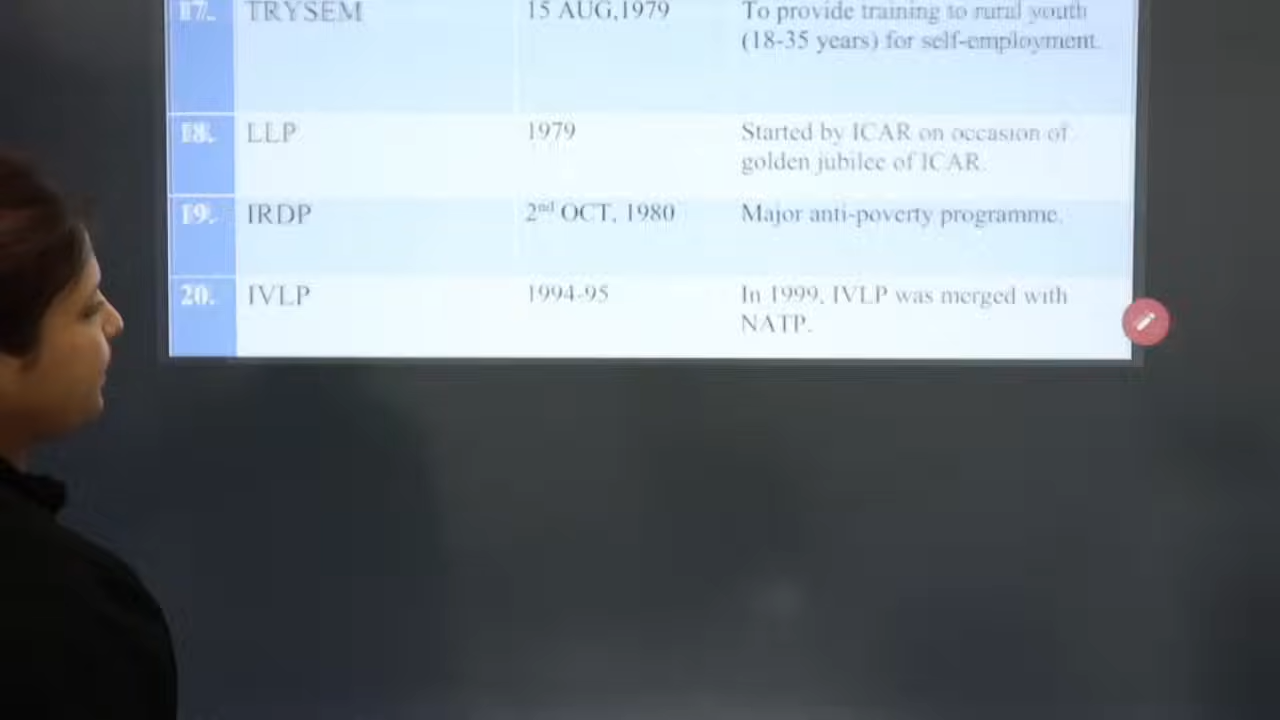 17. TRYSEM 15 AUG,1979 To provide training to rural youth
(18-35 years) for self-employment.
18. LLP 1979 Started by ICAR on occasion of
golden jubilee of ICAR.
19. IRDP 2nd OCT, 1980 Major anti-poverty programme.
20. IVLP 1994-95 In 1999, IVLP was merged with
NATP.